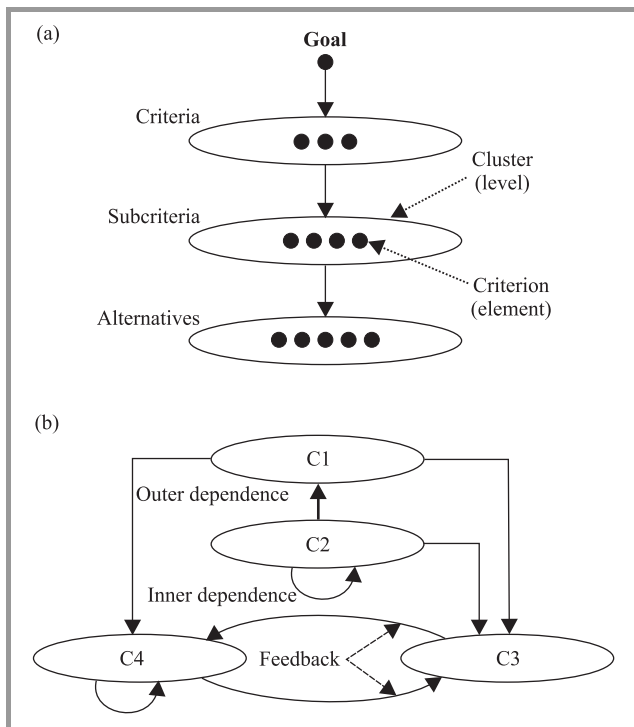 (a)
Goal
Criteria
Cluster
(level)
Subcriteria
Criterion
(element)
Alternatives
(b)
C1
Outer dependence
C2
Inner dependence
C4
Feedback
C3